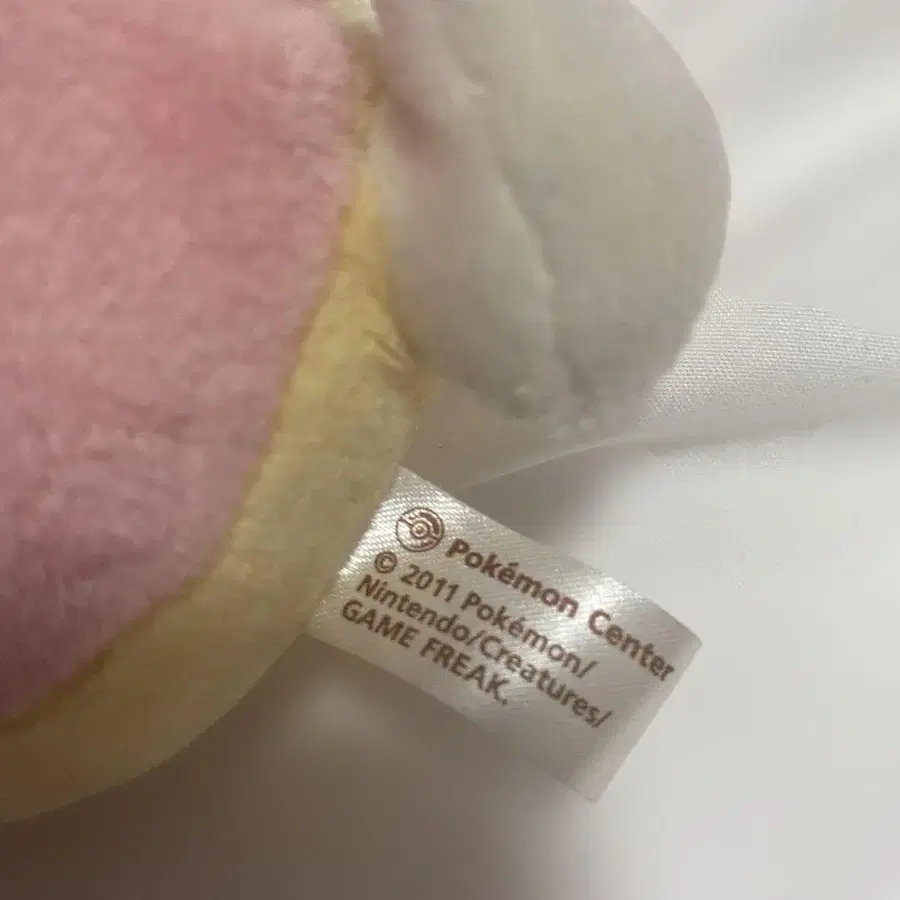 Pokémon Center
© 2011 Pokémon/
Nintendo/Creatures/
GAME FREAK.